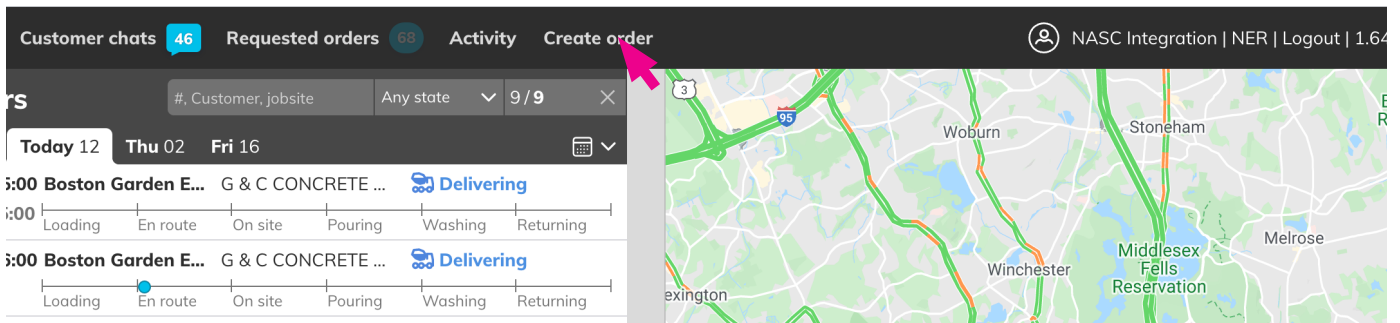 Customer chats 46 Requested orders 68 Activity Create order NASC Integration | NER | Logout | 1.64
rs #, Customer, jobsite Any state 9 / 9
Today 12 Thu 02 Fri 16
5:00 Boston Garden E... G & C CONCRETE ... Delivering
:00
Loading En route On site Pouring Washing Returning
5:00 Boston Garden E... G & C CONCRETE ... Delivering
Loading En route On site Pouring Washing Returning
3
95
Woburn
Stoneham
Melrose
Middlesex
Fells
Reservation
Winchester
exington